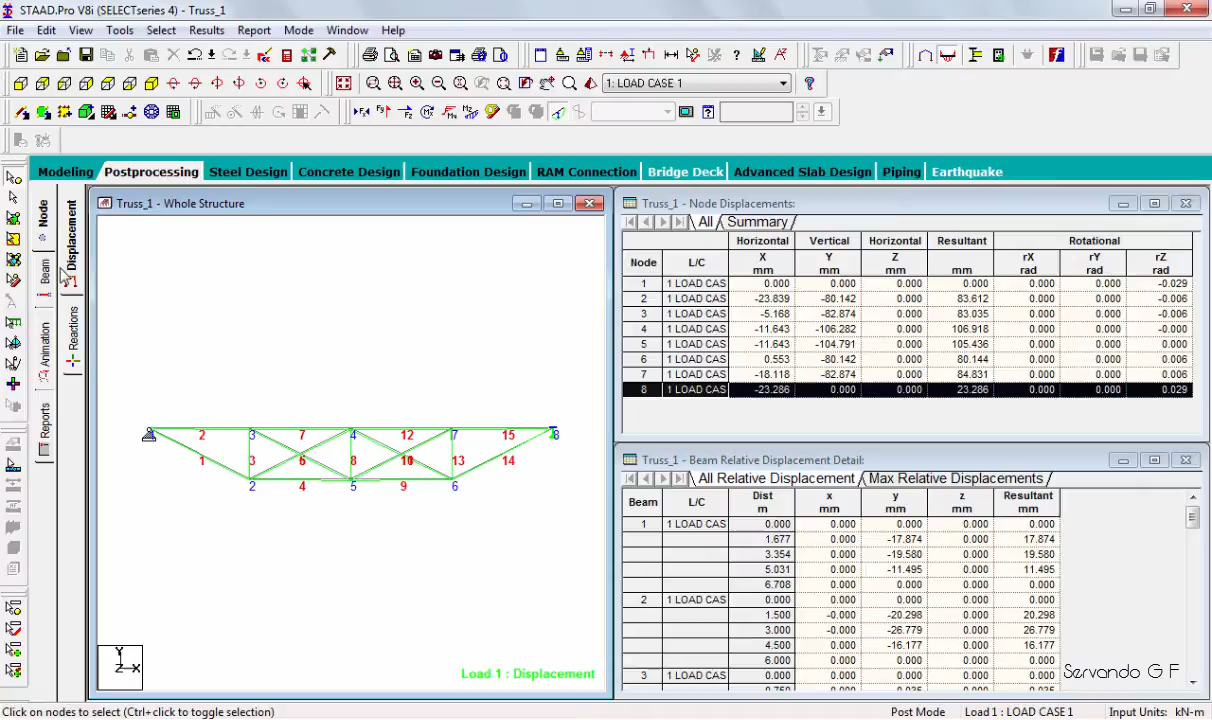 STAAD.Pro V8i (SELECTseries 4) - Truss_1
File Edit View Tools Select Results Report Mode Window Help
1: LOAD CASE 1
Modeling Postprocessing Steel Design Concrete Design Foundation Design RAM Connection Bridge Deck Advanced Slab Design Piping Earthquake
Node
Beam
Animation
Reports
Displacement
Reactions
Truss_1 - Whole Structure
2 3 7 4 12 7 15 8
1 3 6 8 10 13 14
2 4 5 9 6
Y
Z X
Load 1 : Displacement
Truss_1 - Node Displacements:
All Summary
Horizontal Vertical Horizontal Resultant Rotational
Node L/C X mm Y mm Z mm mm rX rad rY rad rZ rad
1 1 LOAD CAS 0.000 0.000 0.000 0.000 0.000 0.000 -0.029
2 1 LOAD CAS -23.839 -80.142 0.000 83.612 0.000 0.000 -0.006
3 1 LOAD CAS -5.168 -82.874 0.000 83.035 0.000 0.000 -0.006
4 1 LOAD CAS -11.643 -106.282 0.000 106.918 0.000 0.000 -0.000
5 1 LOAD CAS -11.643 -104.791 0.000 105.436 0.000 0.000 0.000
6 1 LOAD CAS 0.553 -80.142 0.000 80.144 0.000 0.000 0.006
7 1 LOAD CAS -18.118 -82.874 0.000 84.831 0.000 0.000 0.006
8 1 LOAD CAS -23.286 0.000 0.000 23.286 0.000 0.000 0.029
Truss_1 - Beam Relative Displacement Detail:
All Relative Displacement Max Relative Displacements
Beam L/C Dist m x mm y mm z mm Resultant mm
1 1 LOAD CAS 0.000 0.000 0.000 0.000 0.000
1.677 0.000 -17.874 0.000 17.874
3.354 0.000 -19.580 0.000 19.580
5.031 0.000 -11.495 0.000 11.495
6.708 0.000 0.000 0.000 0.000
2 1 LOAD CAS 0.000 0.000 0.000 0.000 0.000
1.500 -0.000 -20.298 0.000 20.298
3.000 -0.000 -26.779 0.000 26.779
4.500 0.000 -16.177 0.000 16.177
6.000 0.000 0.000 0.000 0.000
3 1 LOAD CAS 0.000 0.000 0.000 0.000 0.000
Servando G F
Click on nodes to select (Ctrl+click to toggle selection) Post Mode Load 1 : LOAD CASE 1 Input Units: kN-m